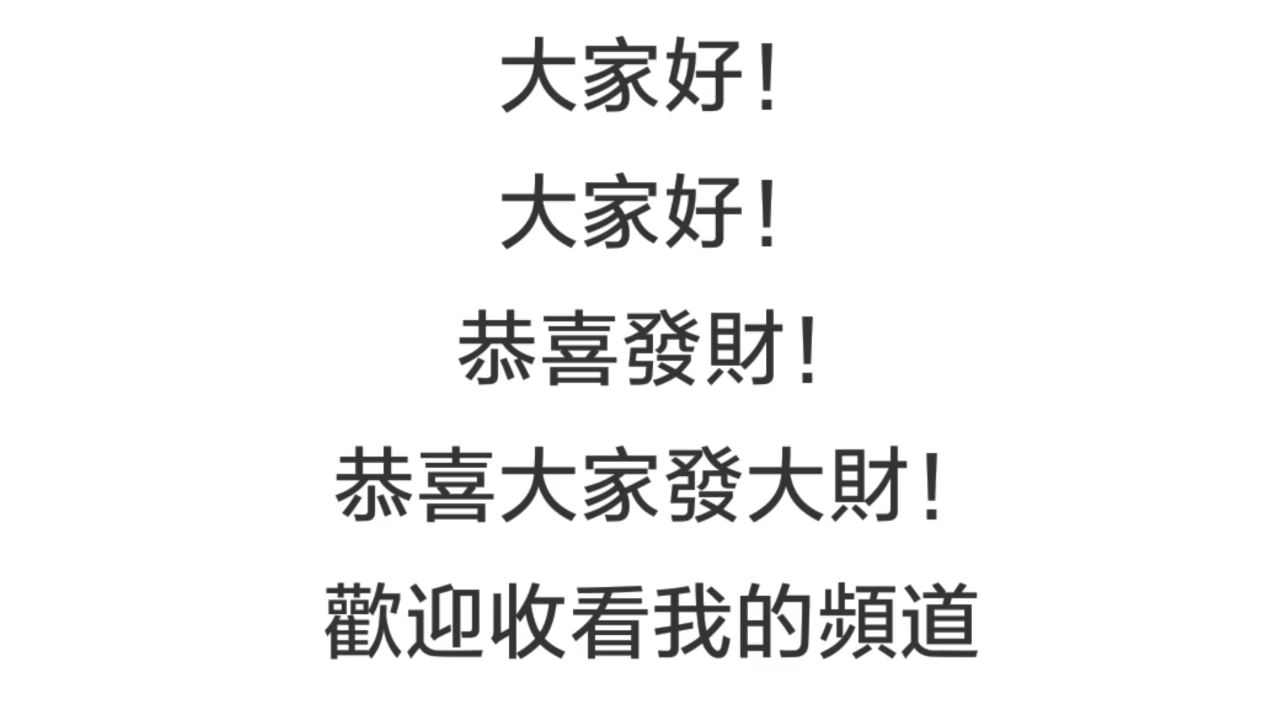 大家好！
大家好！
恭喜發財！
恭喜大家發大財！
歡迎收看我的頻道